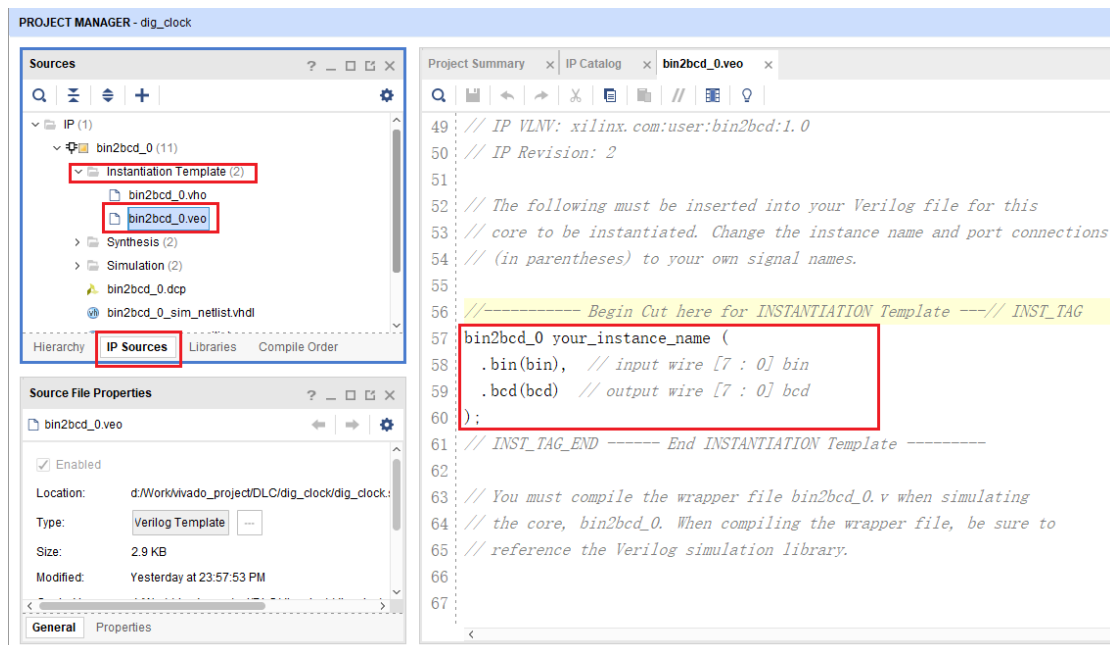 PROJECT MANAGER - dig_clock
Sources
IP (1)
bin2bcd_0 (11)
Instantiation Template (2)
bin2bcd_0.vho
bin2bcd_0.veo
Synthesis (2)
Simulation (2)
bin2bcd_0.dcp
bin2bcd_0_sim_netlist.vhdl
Hierarchy IP Sources Libraries Compile Order
Source File Properties
bin2bcd_0.veo
Enabled
Location: d:/Work/vivado_project/DLC/dig_clock/dig_clock.s
Type: Verilog Template ...
Size: 2.9 KB
Modified: Yesterday at 23:57:53 PM
General Properties
Project Summary IP Catalog bin2bcd_0.veo
49 // IP VLNV: xilinx.com:user:bin2bcd:1.0
50 // IP Revision: 2
51
52 // The following must be inserted into your Verilog file for this
53 // core to be instantiated. Change the instance name and port connections
54 // (in parentheses) to your own signal names.
55
56 //----------- Begin Cut here for INSTANTIATION Template ---// INST_TAG
57 bin2bcd_0 your_instance_name (
58 .bin(bin), // input wire [7 : 0] bin
59 .bcd(bcd) // output wire [7 : 0] bcd
60 );
61 // INST_TAG_END ------ End INSTANTIATION Template ---------
62
63 // You must compile the wrapper file bin2bcd_0.v when simulating
64 // the core, bin2bcd_0. When compiling the wrapper file, be sure to
65 // reference the Verilog simulation library.
66
67